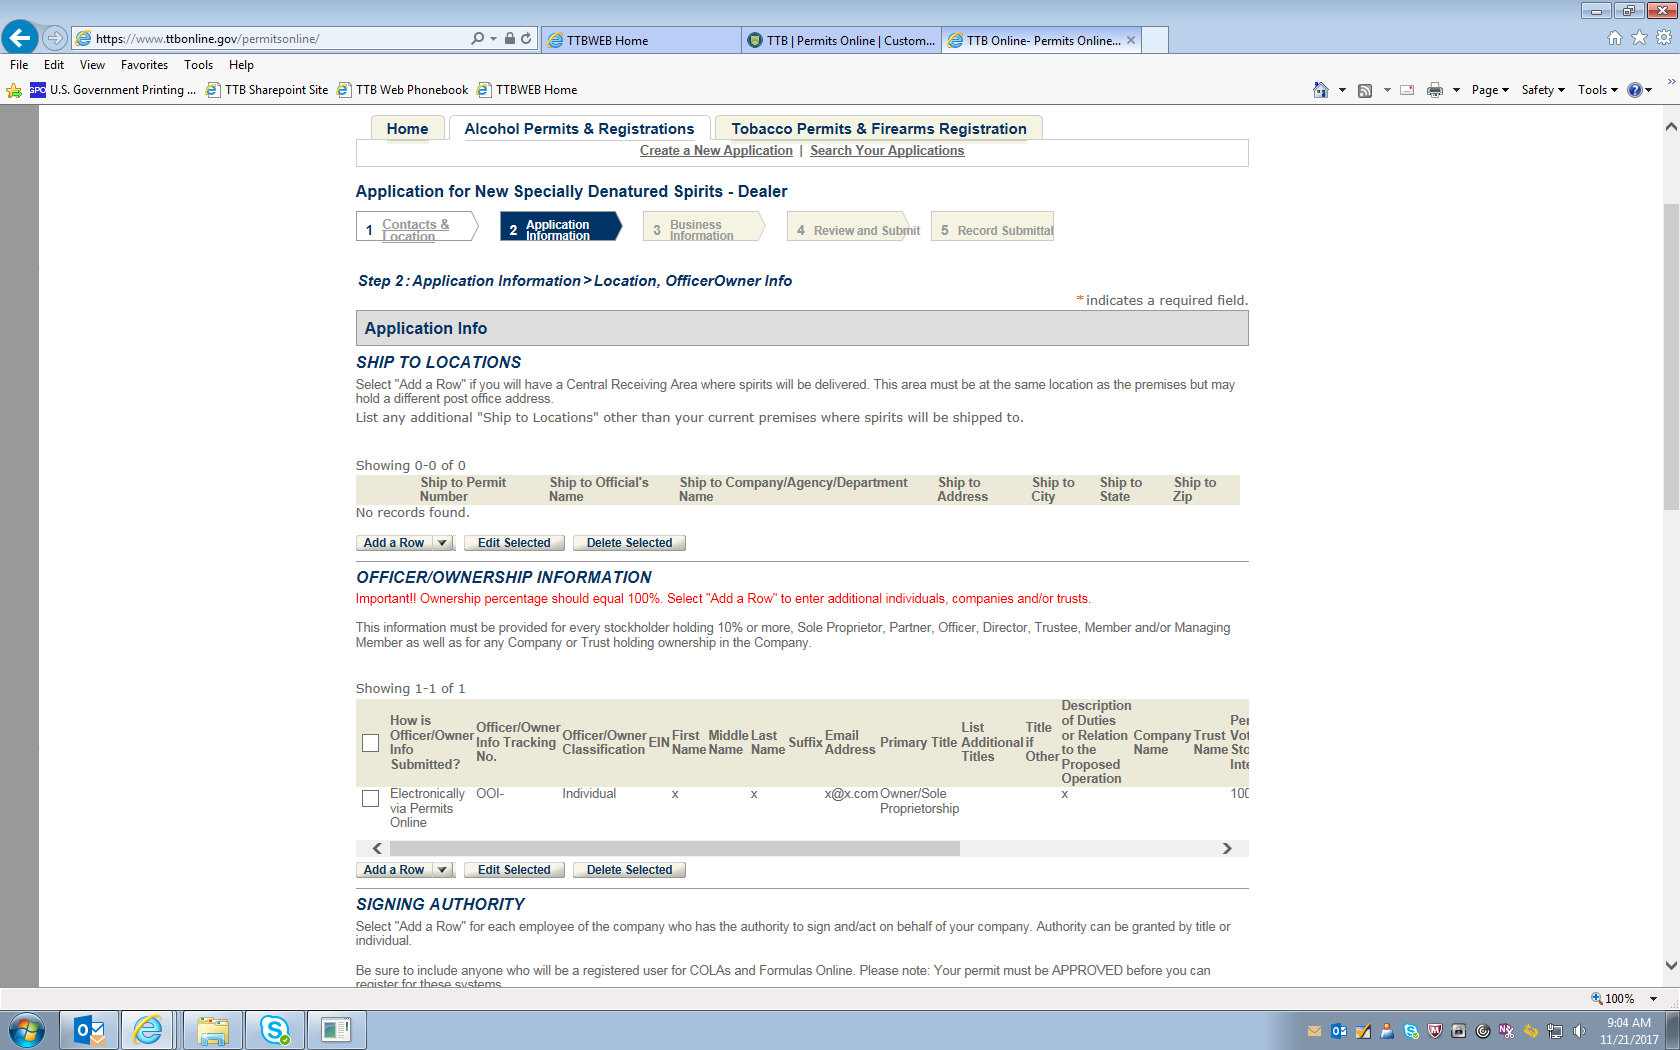 https://www.ttbonline.gov/permitsonline/
TTBWEB Home
TTB | Permits Online | Custom...
TTB Online- Permits Online...
File Edit View Favorites Tools Help
GPO U.S. Government Printing ... TTB Sharepoint Site TTB Web Phonebook TTBWEB Home
Page Safety Tools
Home Alcohol Permits & Registrations Tobacco Permits & Firearms Registration
Create a New Application | Search Your Applications
Application for New Specially Denatured Spirits - Dealer
1 Contacts & Location
2 Application Information
3 Business Information
4 Review and Submit
5 Record Submittal
Step 2: Application Information > Location, OfficerOwner Info
* indicates a required field.
Application Info
SHIP TO LOCATIONS
Select "Add a Row" if you will have a Central Receiving Area where spirits will be delivered. This area must be at the same location as the premises but may
hold a different post office address.
List any additional "Ship to Locations" other than your current premises where spirits will be shipped to.
Showing 0-0 of 0
Ship to Permit Number
Ship to Official's Name
Ship to Company/Agency/Department Name
Ship to Address
Ship to City
Ship to State
Ship to Zip
No records found.
Add a Row Edit Selected Delete Selected
OFFICER/OWNERSHIP INFORMATION
Important!! Ownership percentage should equal 100%. Select "Add a Row" to enter additional individuals, companies and/or trusts.
This information must be provided for every stockholder holding 10% or more, Sole Proprietor, Partner, Officer, Director, Trustee, Member and/or Managing
Member as well as for any Company or Trust holding ownership in the Company.
Showing 1-1 of 1
How is Officer/Owner Info Submitted?
Officer/Owner Info Tracking No.
Officer/Owner Classification
EIN
First Name
Middle Name
Last Name
Suffix
Email Address
Primary Title
List Additional Titles
Title if Other
Description of Duties or Relation to the Proposed Operation
Company Name
Trust Name
Electronically via Permits Online
OOI-
Individual
x
x
x@x.com
Owner/Sole Proprietorship
x
100
Add a Row Edit Selected Delete Selected
SIGNING AUTHORITY
Select "Add a Row" for each employee of the company who has the authority to sign and/act on behalf of your company. Authority can be granted by title or
individual.
Be sure to include anyone who will be a registered user for COLAs and Formulas Online. Please note: Your permit must be APPROVED before you can
register for these systems
100%
9:04 AM
11/21/2017